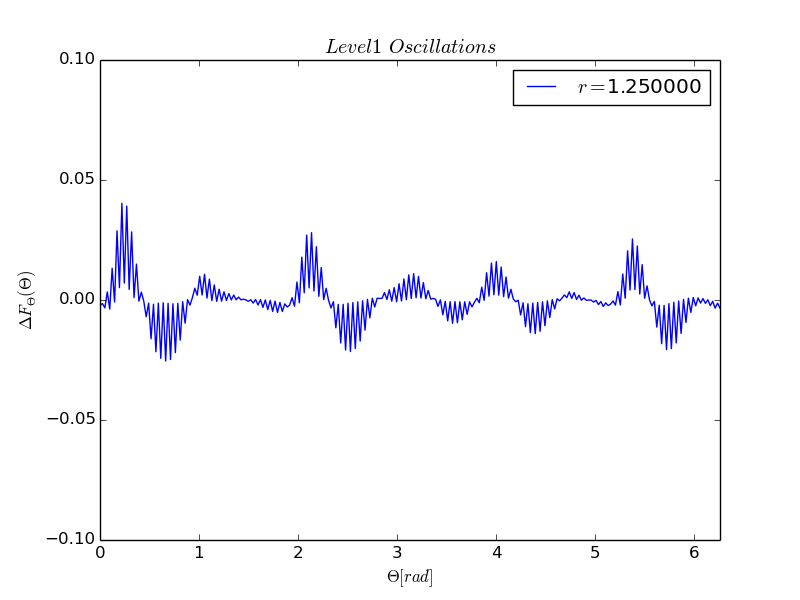 Level1 Oscillations
r=1.250000
0.10
0.05
0.00
−0.05
−0.10
ΔF_Θ(Θ)
0 1 2 3 4 5 6
Θ[rad]